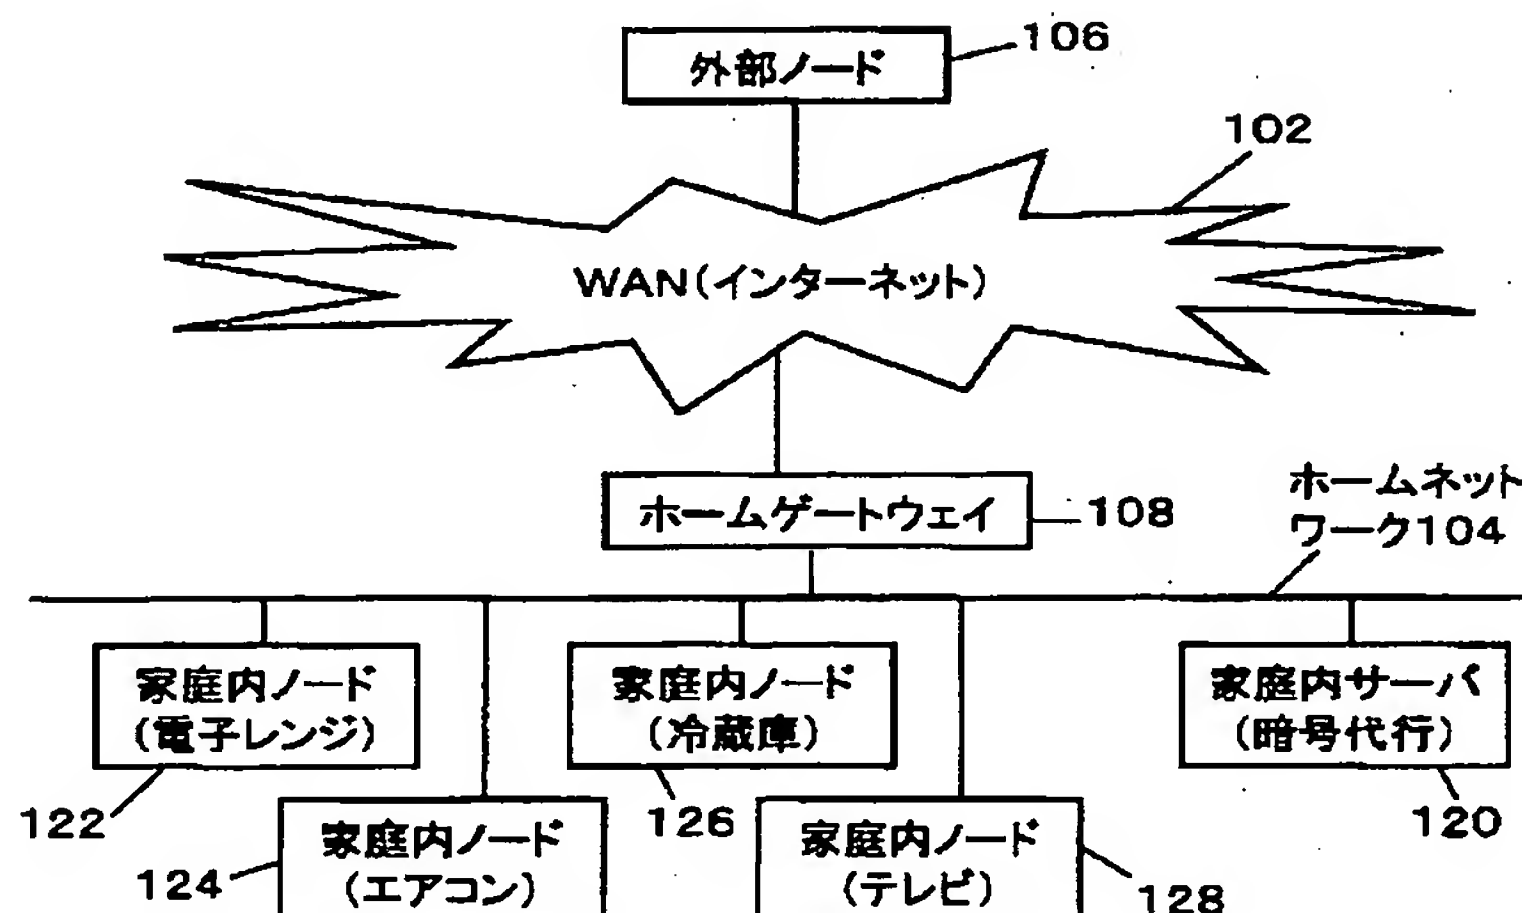 外部ノード
106
102
WAN(インターネット)
ホームゲートウェイ
108
ホームネット
ワーク104
家庭内ノード
(電子レンジ)
家庭内ノード
(冷蔵庫)
家庭内サーバ
(暗号代行)
122
126
120
家庭内ノード
(エアコン)
家庭内ノード
(テレビ)
124
128